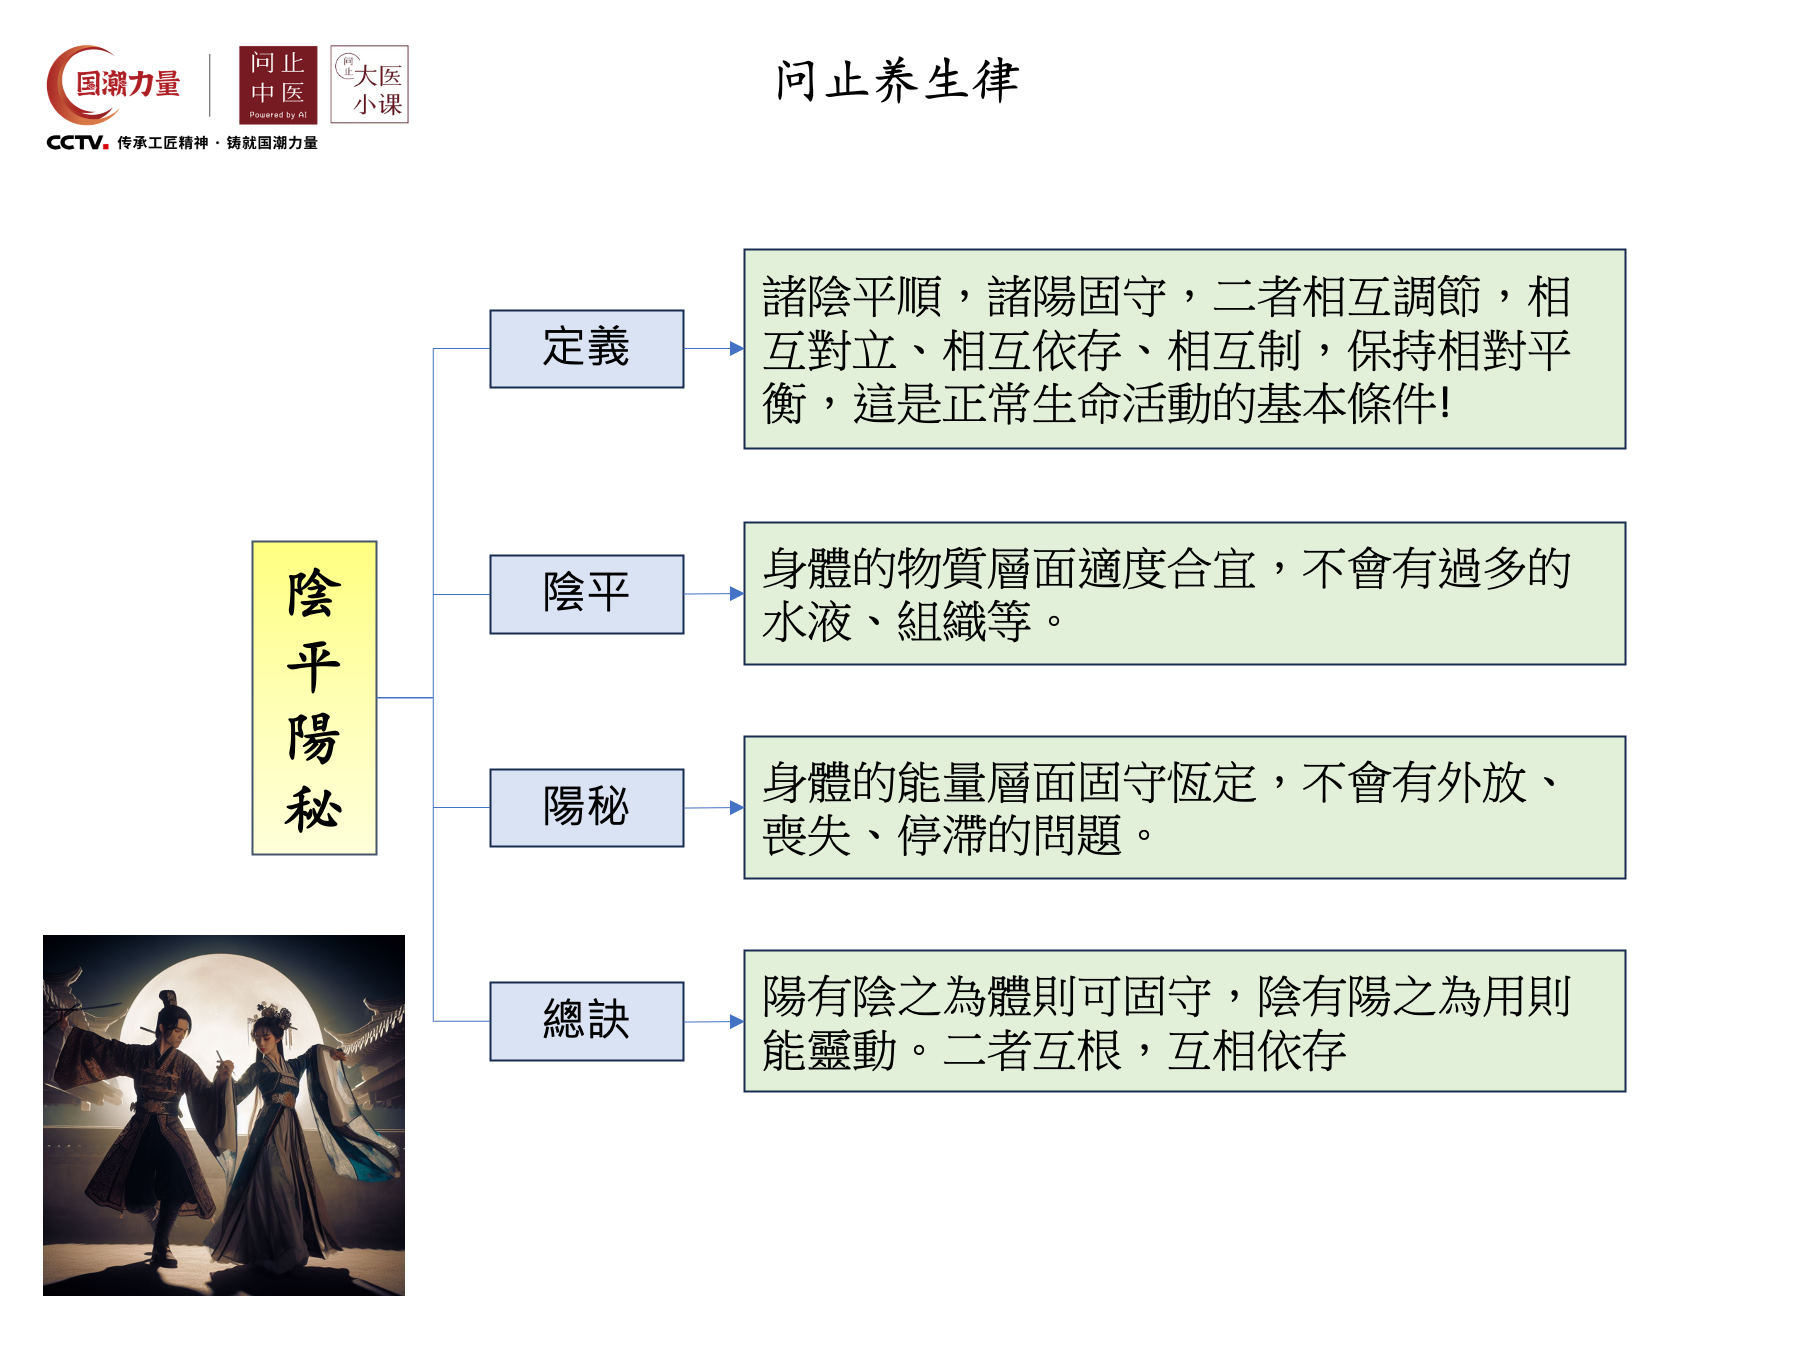 国潮力量
问止
中医
Powered by AI
问止
大医
小课
CCTV. 传承工匠精神·铸就国潮力量
问止养生律
陰平陽秘
定義
諸陰平順，諸陽固守，二者相互調節，相
互對立、相互依存、相互制，保持相對平
衡，這是正常生命活動的基本條件!
陰平
身體的物質層面適度合宜，不會有過多的
水液、組織等。
陽秘
身體的能量層面固守恆定，不會有外放、
喪失、停滯的問題。
總訣
陽有陰之為體則可固守，陰有陽之為用則
能靈動。二者互根，互相依存